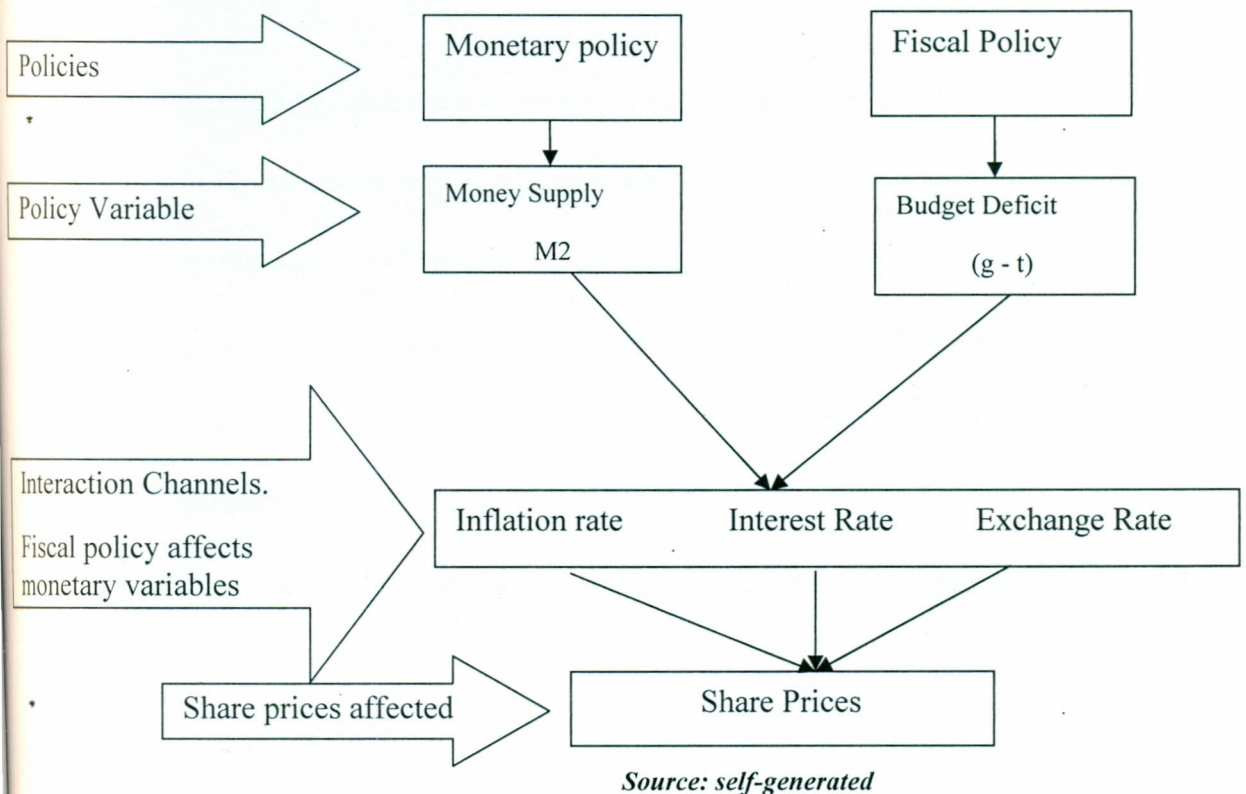 Policies
Monetary policy
Fiscal Policy
Policy Variable
Money Supply
M2
Budget Deficit
(g - t)
Interaction Channels.
Fiscal policy affects
monetary variables
Inflation rate
Interest Rate
Exchange Rate
Share prices affected
Share Prices
Source: self-generated